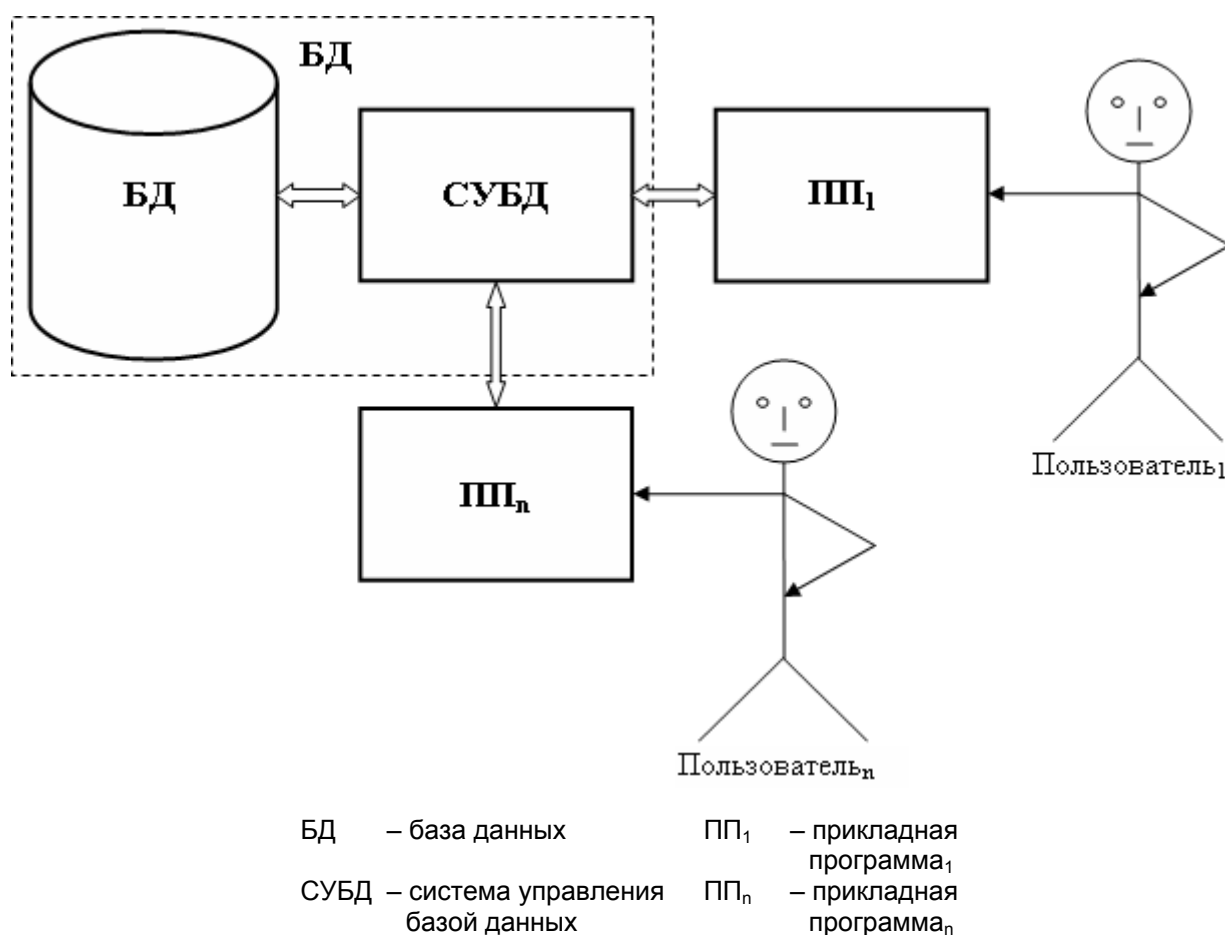 БД
БД
СУБД
ПП₁
Пользователь₁
ППₙ
Пользовательₙ
БД – база данных ПП₁ – прикладная
программа₁
СУБД – система управления ППₙ – прикладная
базой данных программаₙ